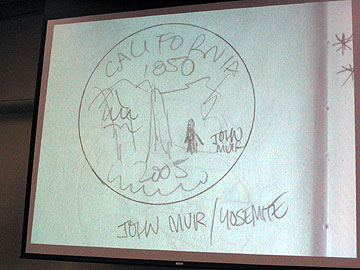 CALIFORNIA
1850
JOHN
MUIR
2005
JOHN MUIR/YOSEMITE